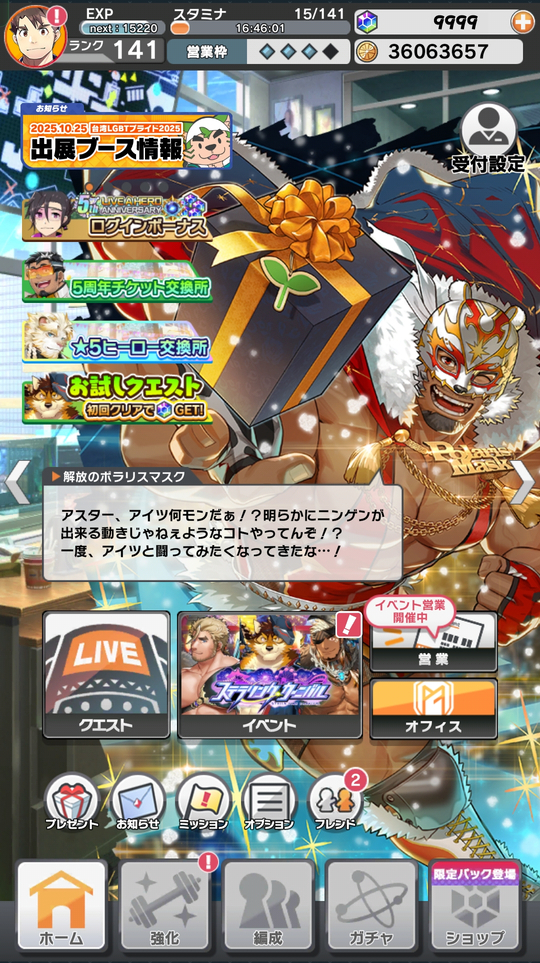 EXP
next : 15220
ランク 141
スタミナ 15/141
16:46:01
営業枠
9999
36063657
お知らせ
2025.10.25 台湾LGBTプライド2025
出展ブース情報
受付設定
5th LIVE A HERO ANNIVERSARY
ログインボーナス
5周年チケット交換所
★5ヒーロー交換所
お試しクエスト
初回クリアで GET!
Polaris Mask
解放のポラリスマスク
アスター、アイツ何モンだぁ！？明らかにニンゲンが
出来る動きじゃねぇようなコトやってんぞ！？
一度、アイツと闘ってみたくなってきたな…！
LIVE
クエスト
ステリング カーニバル
イベント
イベント営業
開催中
営業
オフィス
プレゼント
お知らせ
ミッション
オプション
2
フレンド
ホーム
強化
編成
ガチャ
限定パック登場
ショップ